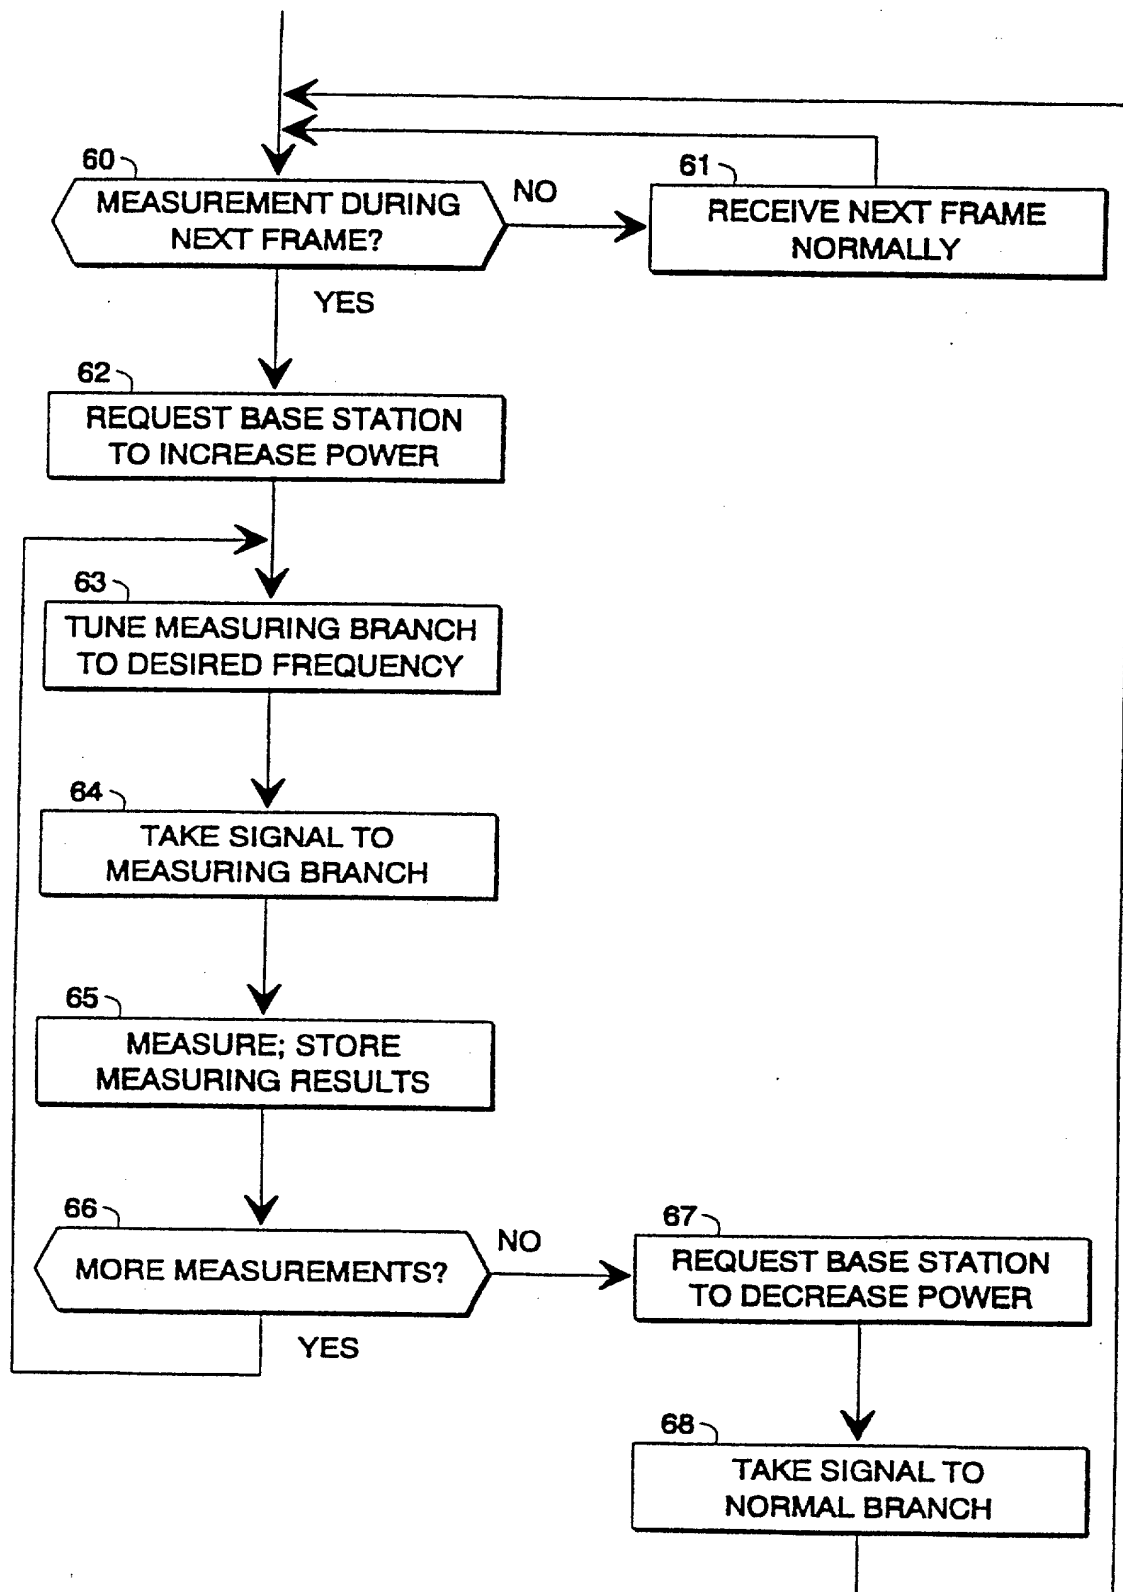 60
MEASUREMENT DURING
NEXT FRAME?
NO
61
RECEIVE NEXT FRAME
NORMALLY
YES
62
REQUEST BASE STATION
TO INCREASE POWER
63
TUNE MEASURING BRANCH
TO DESIRED FREQUENCY
64
TAKE SIGNAL TO
MEASURING BRANCH
65
MEASURE; STORE
MEASURING RESULTS
66
MORE MEASUREMENTS?
NO
YES
67
REQUEST BASE STATION
TO DECREASE POWER
68
TAKE SIGNAL TO
NORMAL BRANCH